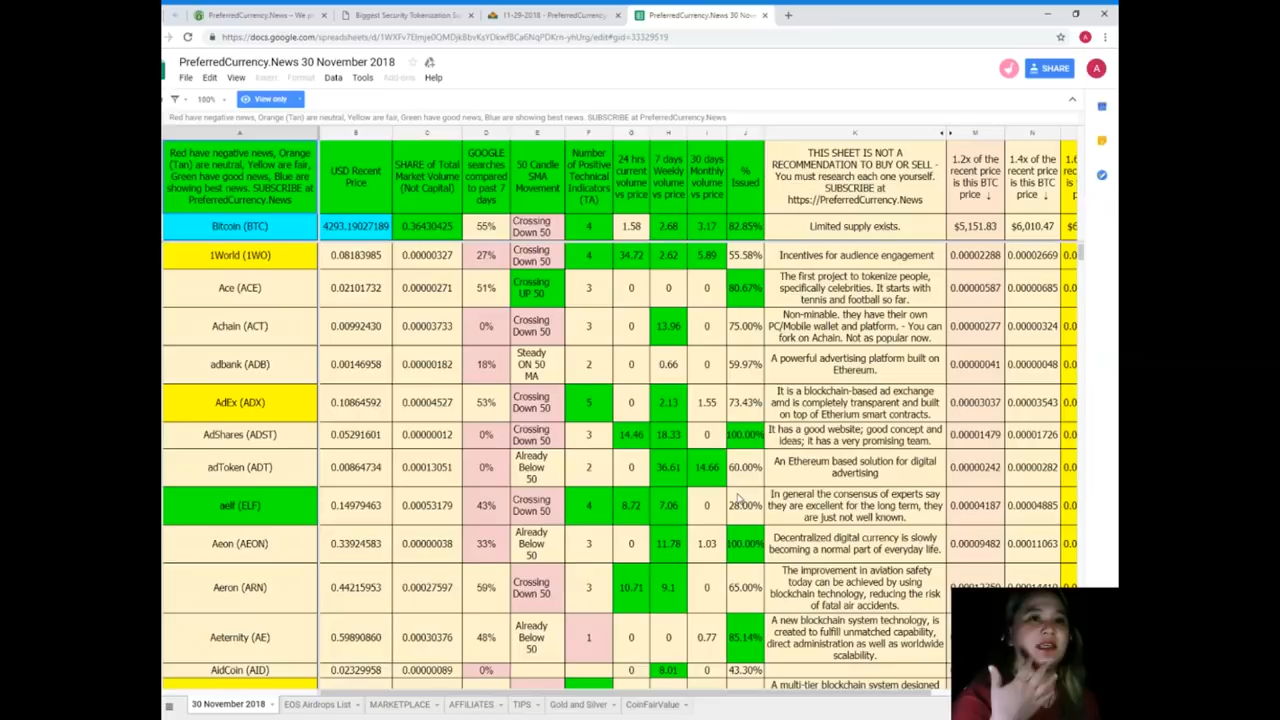 PreferredCurrency.News – We p
Biggest Security Tokenization Su
11-29-2018 - PreferredCurrency
PreferredCurrency.News 30 Nov
PreferredCurrency.News 30 November 2018
File Edit View Insert Format Data Tools Add-ons Help
SHARE
A
100%
View only
Red have negative news, Orange (Tan) are neutral, Yellow are fair, Green have good news, Blue are showing best news. SUBSCRIBE at PreferredCurrency.News
A B C D E F G H I J K M N
Red have negative news, Orange
(Tan) are neutral, Yellow are fair,
Green have good news, Blue are
showing best news. SUBSCRIBE at
PreferredCurrency.News
USD Recent
Price
SHARE of Total
Market Volume
(Not Capital)
GOOGLE
searches
compared
to past 7
days
50 Candle
SMA
Movement
Number
of Positive
Technical
Indicators
(TA)
24 hrs
current
volume
vs price
7 days
Weekly
volume
vs price
30 days
Monthly
volume
vs price
%
Issued
THIS SHEET IS NOT A
RECOMMENDATION TO BUY OR SELL -
You must research each one yourself.
SUBSCRIBE at
https://PreferredCurrency.News
1.2x of the
recent price
is this BTC
price ↓
1.4x of the
recent price
is this BTC
price ↓
Bitcoin (BTC) 4293.19027189 0.36430425 55% Crossing Down 50 4 1.58 2.68 3.17 82.85% Limited supply exists. $5,151.83 $6,010.47
1World (1WO) 0.08183985 0.00000327 27% Crossing Down 50 4 34.72 2.62 5.89 55.58% Incentives for audience engagement 0.00002288 0.00002669
Ace (ACE) 0.02101732 0.00000271 51% Crossing UP 50 3 0 0 0 80.67% The first project to tokenize people, specifically celebrities. It starts with tennis and football so far. 0.00000587 0.00000685
Achain (ACT) 0.00992430 0.00003733 0% Crossing Down 50 3 0 13.96 0 75.00% Non-minable. they have their own PC/Mobile wallet and platform. - You can fork on Achain. Not as popular now. 0.00000277 0.00000324
adbank (ADB) 0.00146958 0.00000182 18% Steady ON 50 MA 2 0 0.66 0 59.97% A powerful advertising platform built on Ethereum. 0.00000041 0.00000048
AdEx (ADX) 0.10864592 0.00004527 53% Crossing Down 50 5 0 2.13 1.55 73.43% It is a blockchain-based ad exchange amd is completely transparent and built on top of Etherium smart contracts. 0.00003037 0.00003543
AdShares (ADST) 0.05291601 0.00000012 0% Crossing Down 50 3 14.46 18.33 0 100.00% It has a good website; good concept and ideas; it has a very promising team. 0.00001479 0.00001726
adToken (ADT) 0.00864734 0.00013051 0% Already Below 50 2 0 36.61 14.66 60.00% An Ethereum based solution for digital advertising 0.00000242 0.00000282
aelf (ELF) 0.14979463 0.00053179 43% Crossing Down 50 4 8.72 7.06 0 28.00% In general the consensus of experts say they are excellent for the long term, they are just not well known. 0.00004187 0.00004885
Aeon (AEON) 0.33924583 0.00000038 33% Already Below 50 3 0 11.78 1.03 100.00% Decentralized digital currency is slowly becoming a normal part of everyday life. 0.00009482 0.00011063
Aeron (ARN) 0.44215953 0.00027597 59% Crossing Down 50 3 10.71 9.1 0 65.00% The improvement in aviation safety today can be achieved by using blockchain technology, reducing the risk of fatal air accidents.
Aeternity (AE) 0.59890860 0.00030376 48% Already Below 50 1 0 0 0.77 85.14% A new blockchain system technology, is created to fulfill unmatched capability, direct administration as well as worldwide scalability.
AidCoin (AID) 0.02329958 0.00000089 0% 0 8.01 0 43.30%
A multi-tier blockchain system designed
30 November 2018 EOS Airdrops List MARKETPLACE AFFILIATES TIPS Gold and Silver CoinFairValue